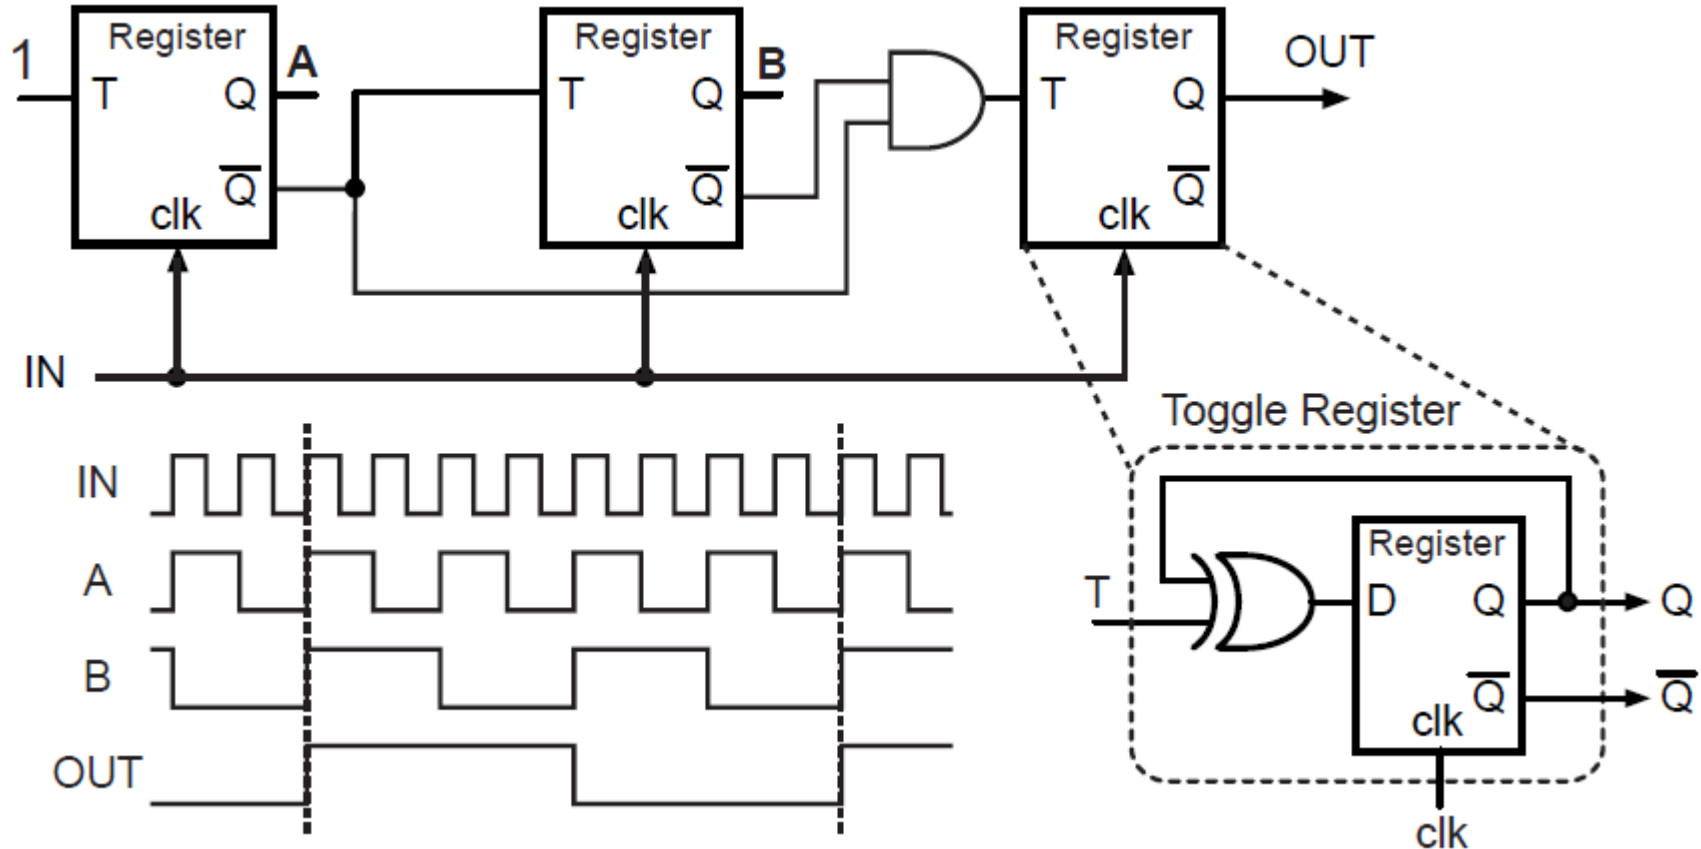 Register
Register
Register
OUT
1
A
B
T Q
T Q
T Q
Q̅
Q̅
Q̅
clk
clk
clk
IN
Toggle Register
IN
A
B
OUT
Register
T
D Q
Q
Q̅
Q̅
clk
clk